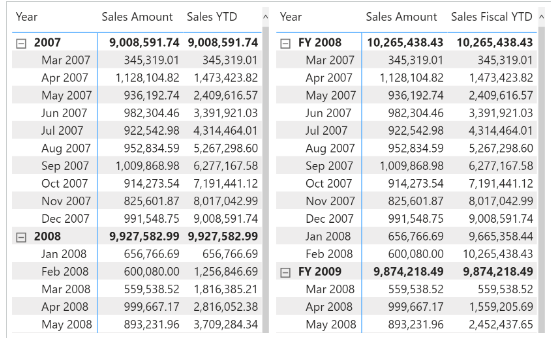 Year Sales Amount Sales YTD
2007 9,008,591.74 9,008,591.74
Mar 2007 345,319.01 345,319.01
Apr 2007 1,128,104.82 1,473,423.82
May 2007 936,192.74 2,409,616.57
Jun 2007 982,304.46 3,391,921.03
Jul 2007 922,542.98 4,314,464.01
Aug 2007 952,834.59 5,267,298.60
Sep 2007 1,009,868.98 6,277,167.58
Oct 2007 914,273.54 7,191,441.12
Nov 2007 825,601.87 8,017,042.99
Dec 2007 991,548.75 9,008,591.74
2008 9,927,582.99 9,927,582.99
Jan 2008 656,766.69 656,766.69
Feb 2008 600,080.00 1,256,846.69
Mar 2008 559,538.52 1,816,385.21
Apr 2008 999,667.17 2,816,052.38
May 2008 893,231.96 3,709,284.34
Year Sales Amount Sales Fiscal YTD
FY 2008 10,265,438.43 10,265,438.43
Mar 2007 345,319.01 345,319.01
Apr 2007 1,128,104.82 1,473,423.82
May 2007 936,192.74 2,409,616.57
Jun 2007 982,304.46 3,391,921.03
Jul 2007 922,542.98 4,314,464.01
Aug 2007 952,834.59 5,267,298.60
Sep 2007 1,009,868.98 6,277,167.58
Oct 2007 914,273.54 7,191,441.12
Nov 2007 825,601.87 8,017,042.99
Dec 2007 991,548.75 9,008,591.74
Jan 2008 656,766.69 9,665,358.44
Feb 2008 600,080.00 10,265,438.43
FY 2009 9,874,218.49 9,874,218.49
Mar 2008 559,538.52 559,538.52
Apr 2008 999,667.17 1,559,205.69
May 2008 893,231.96 2,452,437.65